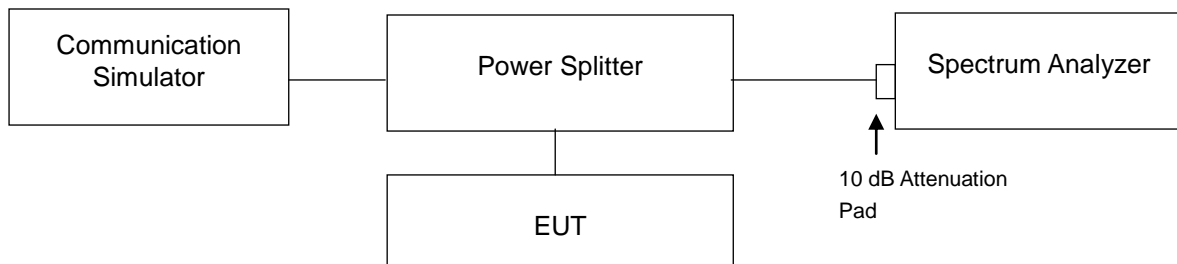 Communication
Simulator
Power Splitter
Spectrum Analyzer
10 dB Attenuation
Pad
EUT